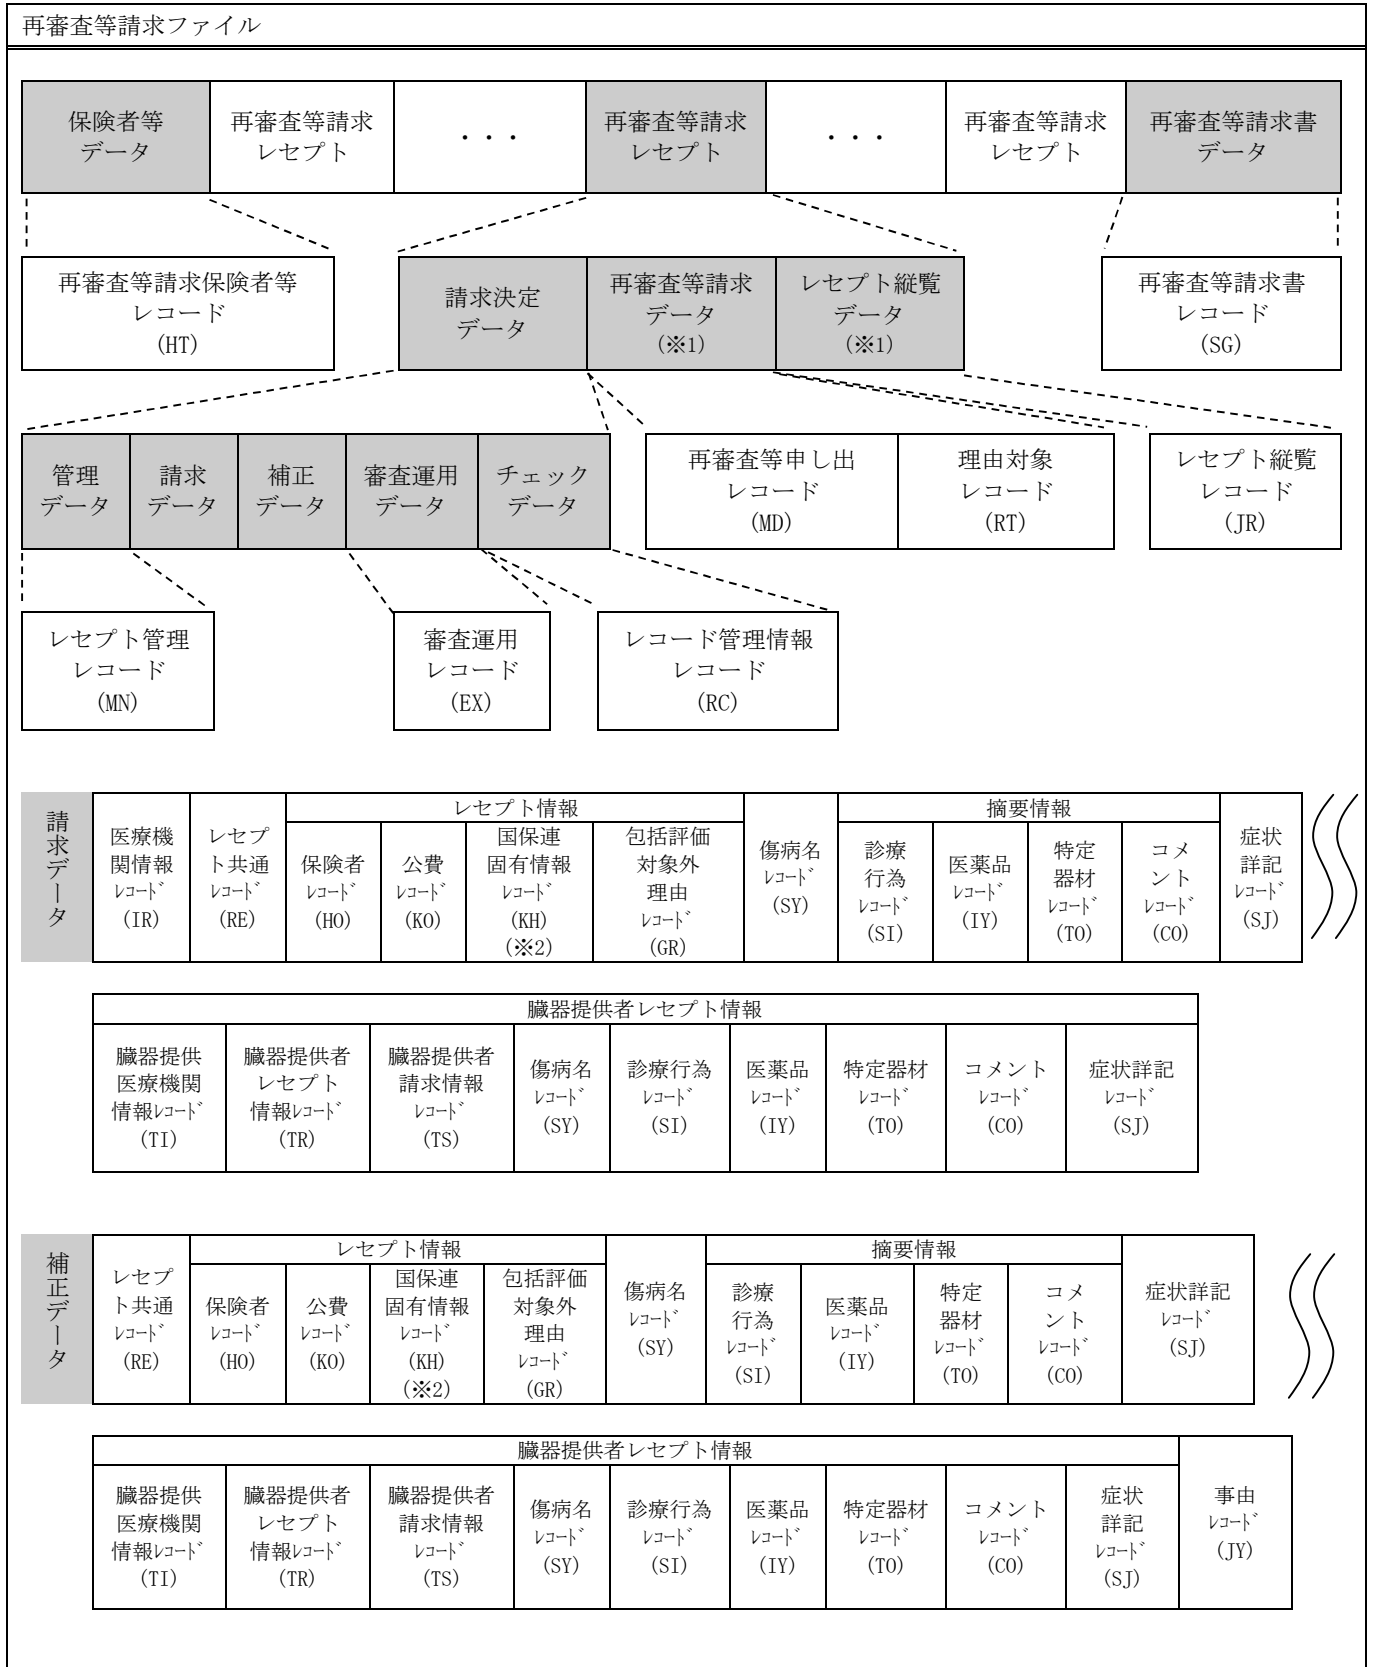 再審査等請求ファイル
保険者等
データ
再審査等請求
レセプト
・・・
再審査等請求
レセプト
・・・
再審査等請求
レセプト
再審査等請求書
データ
再審査等請求保険者等
レコード
(HT)
請求決定
データ
再審査等請求
データ
(※1)
レセプト縦覧
データ
(※1)
再審査等請求書
レコード
(SG)
管理
データ
請求
データ
補正
データ
審査運用
データ
チェック
データ
再審査等申し出
レコード
(MD)
理由対象
レコード
(RT)
レセプト縦覧
レコード
(JR)
レセプト管理
レコード
(MN)
審査運用
レコード
(EX)
レコード管理情報
レコード
(RC)
請求データ
医療機
関情報
ﾚｺｰﾄﾞ
(IR)
レセプ
ト共通
ﾚｺｰﾄﾞ
(RE)
レセプト情報
保険者
ﾚｺｰﾄﾞ
(HO)
公費
ﾚｺｰﾄﾞ
(KO)
国保連
固有情報
ﾚｺｰﾄﾞ
(KH)
(※2)
包括評価
対象外
理由
ﾚｺｰﾄﾞ
(GR)
傷病名
ﾚｺｰﾄﾞ
(SY)
摘要情報
診療
行為
ﾚｺｰﾄﾞ
(SI)
医薬品
ﾚｺｰﾄﾞ
(IY)
特定
器材
ﾚｺｰﾄﾞ
(TO)
コメ
ント
ﾚｺｰﾄﾞ
(CO)
症状
詳記
ﾚｺｰﾄﾞ
(SJ)
臓器提供者レセプト情報
臓器提供
医療機関
情報ﾚｺｰﾄﾞ
(TI)
臓器提供者
レセプト
情報ﾚｺｰﾄﾞ
(TR)
臓器提供者
請求情報
ﾚｺｰﾄﾞ
(TS)
傷病名
ﾚｺｰﾄﾞ
(SY)
診療行為
ﾚｺｰﾄﾞ
(SI)
医薬品
ﾚｺｰﾄﾞ
(IY)
特定器材
ﾚｺｰﾄﾞ
(TO)
コメント
ﾚｺｰﾄﾞ
(CO)
症状詳記
ﾚｺｰﾄﾞ
(SJ)
補正データ
レセプ
ト共通
ﾚｺｰﾄﾞ
(RE)
レセプト情報
保険者
ﾚｺｰﾄﾞ
(HO)
公費
ﾚｺｰﾄﾞ
(KO)
国保連
固有情報
ﾚｺｰﾄﾞ
(KH)
(※2)
包括評価
対象外
理由
ﾚｺｰﾄﾞ
(GR)
傷病名
ﾚｺｰﾄﾞ
(SY)
摘要情報
診療
行為
ﾚｺｰﾄﾞ
(SI)
医薬品
ﾚｺｰﾄﾞ
(IY)
特定
器材
ﾚｺｰﾄﾞ
(TO)
コメ
ント
ﾚｺｰﾄﾞ
(CO)
症状詳記
ﾚｺｰﾄﾞ
(SJ)
臓器提供者レセプト情報
臓器提供
医療機関
情報ﾚｺｰﾄﾞ
(TI)
臓器提供者
レセプト
情報ﾚｺｰﾄﾞ
(TR)
臓器提供者
請求情報
ﾚｺｰﾄﾞ
(TS)
傷病名
ﾚｺｰﾄﾞ
(SY)
診療行為
ﾚｺｰﾄﾞ
(SI)
医薬品
ﾚｺｰﾄﾞ
(IY)
特定器材
ﾚｺｰﾄﾞ
(TO)
コメント
ﾚｺｰﾄﾞ
(CO)
症状
詳記
ﾚｺｰﾄﾞ
(SJ)
事由
ﾚｺｰﾄﾞ
(JY)